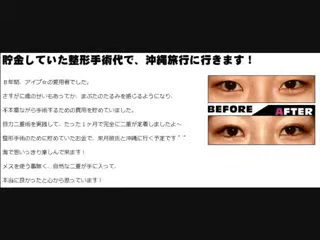 貯金していた整形手術代で、沖縄旅行に行きます！
８年間、アイプチの愛用者でした。
さすがに歳のせいもあってか、まぶたのたるみを感じるようになり、
不本意ながら手術するための費用を貯めていました。
目力二重術を実践して、たった１ヶ月で完全に二重が定着しましたよ～
整形手術のために貯めていたお金で、来月彼氏と沖縄に行く予定です＾＾
海で思いっきり楽しんで来ます！
メスを使う事無く、自然な二重が手に入って、
本当に良かったと心から思っています！
BEFORE
AFTER